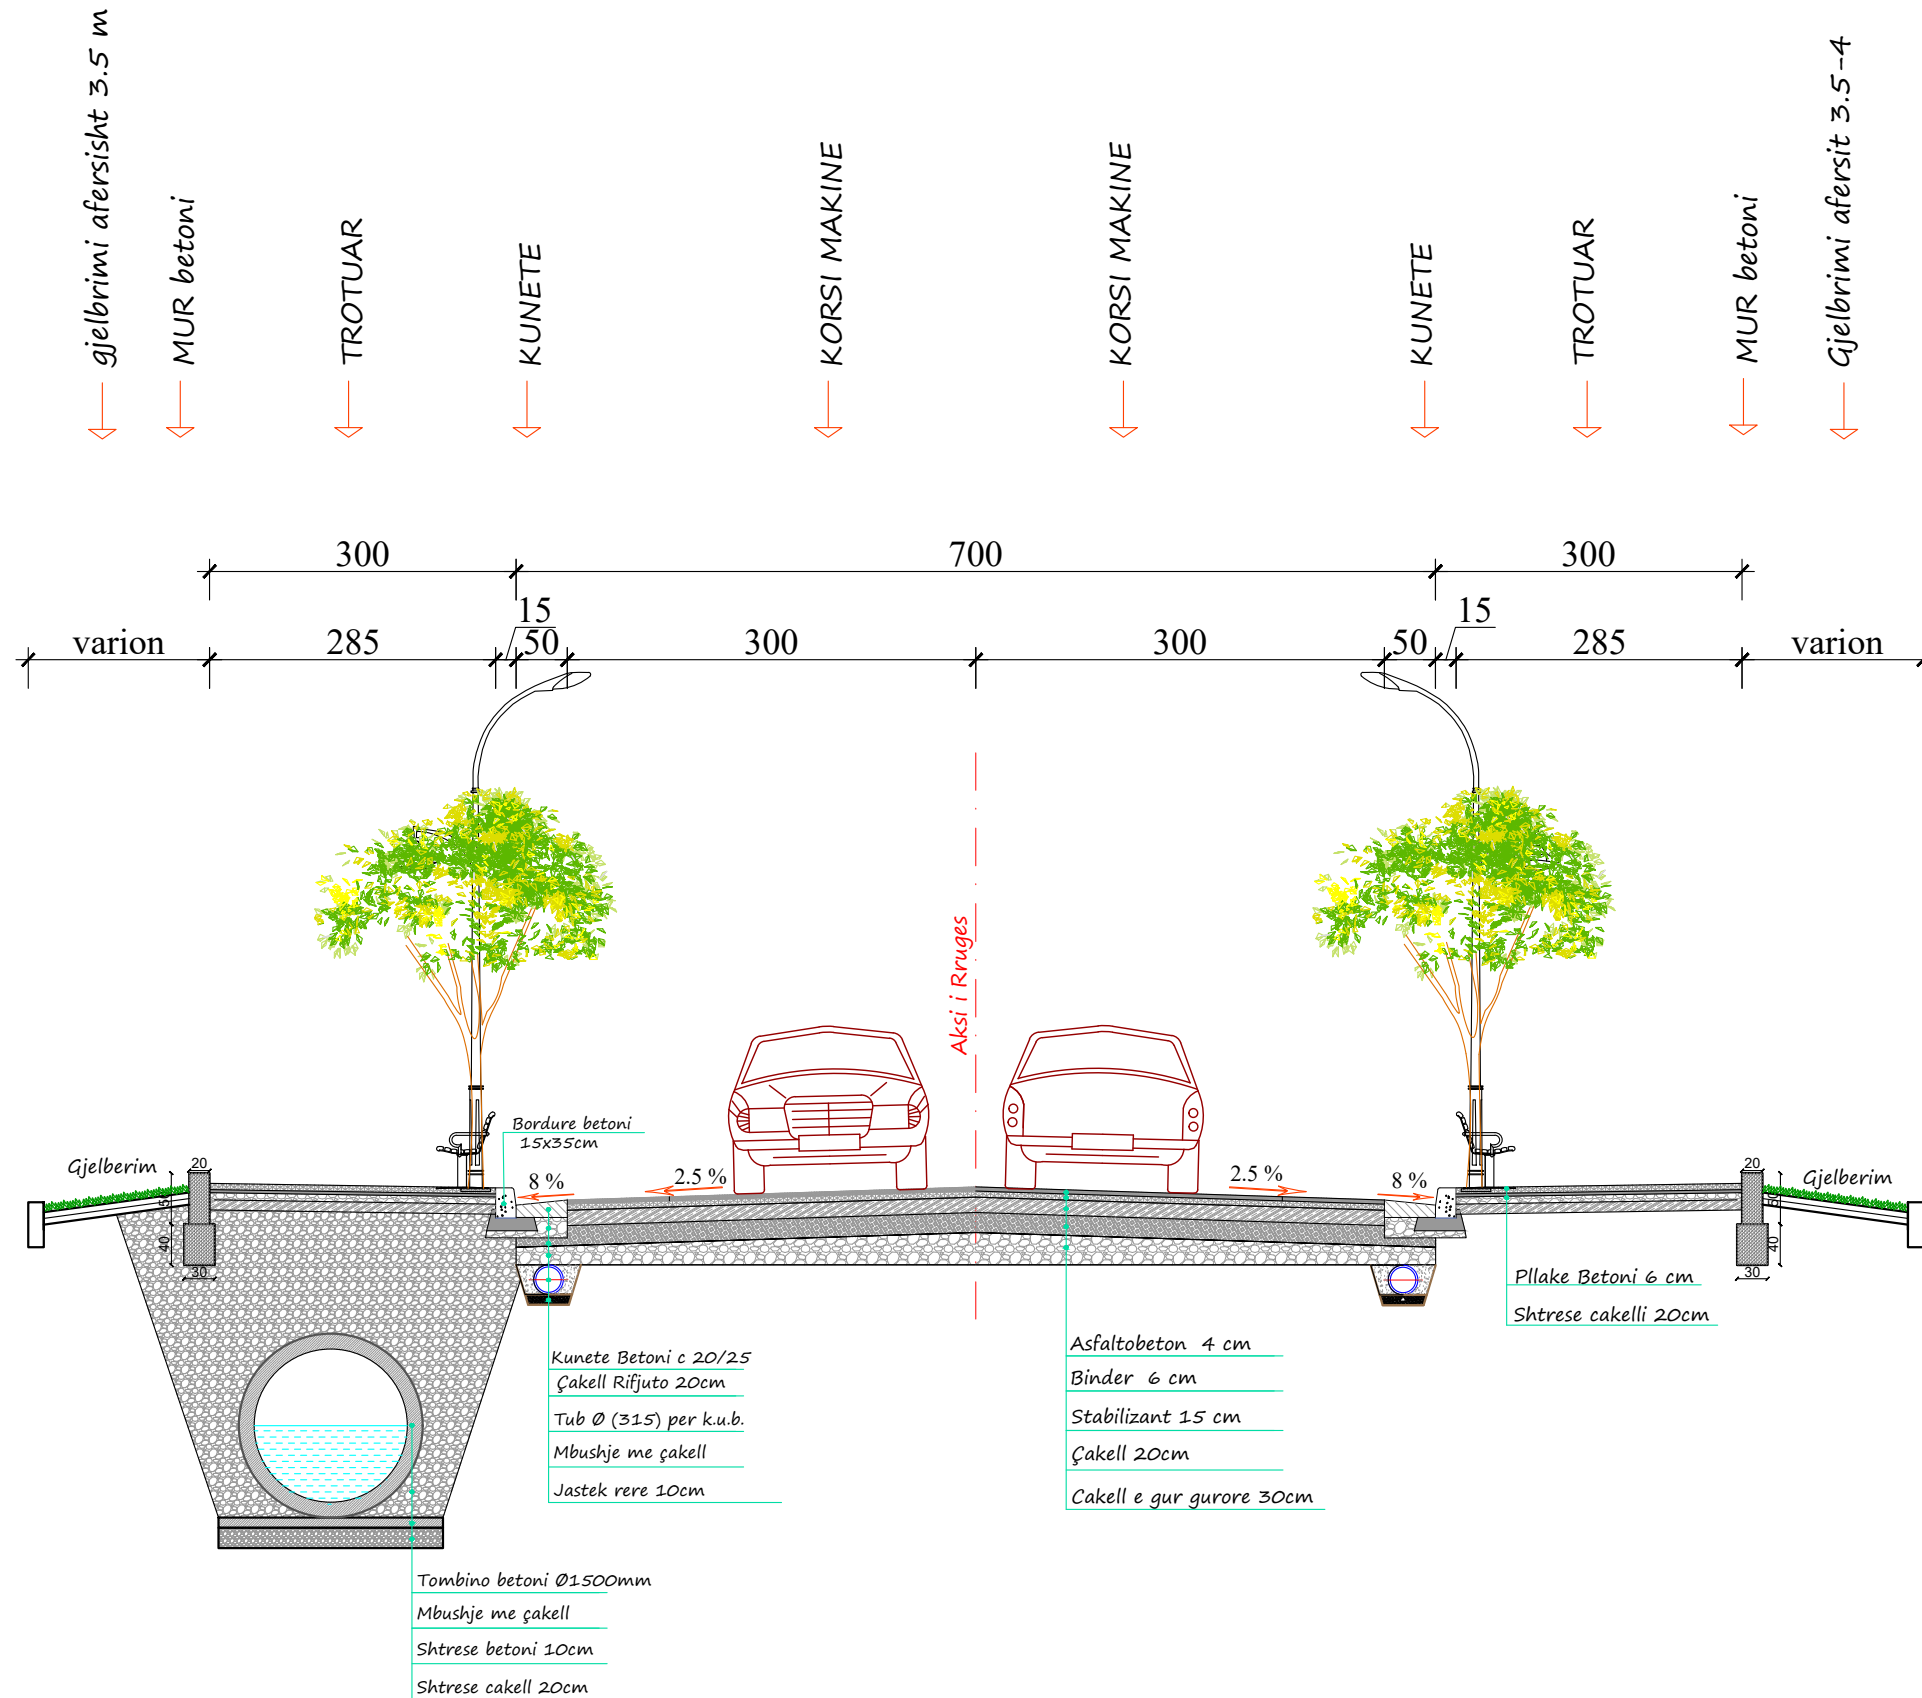 gjelbrimi afersisht 3.5 m
MUR betoni
TROTUAR
KUNETE
KORSI MAKINE
KORSI MAKINE
KUNETE
TROTUAR
MUR betoni
Gjelbrimi afersit 3.5-4
300
700
300
15
15
varion
285
50
300
300
50
285
varion
Aksi i Rruges
Bordure betoni
15x35cm
Gjelberim
20
8 %
2.5 %
2.5 %
8 %
20
Gjelberim
50
40
30
40
30
Pllake Betoni 6 cm
Shtrese cakelli 20cm
Kunete Betoni c 20/25
Çakell Rifjuto 20cm
Tub Ø (315) per k.u.b.
Mbushje me çakell
Jastek rere 10cm
Asfaltobeton 4 cm
Binder 6 cm
Stabilizant 15 cm
Çakell 20cm
Cakell e gur gurore 30cm
Tombino betoni Ø1500mm
Mbushje me çakell
Shtrese betoni 10cm
Shtrese cakell 20cm